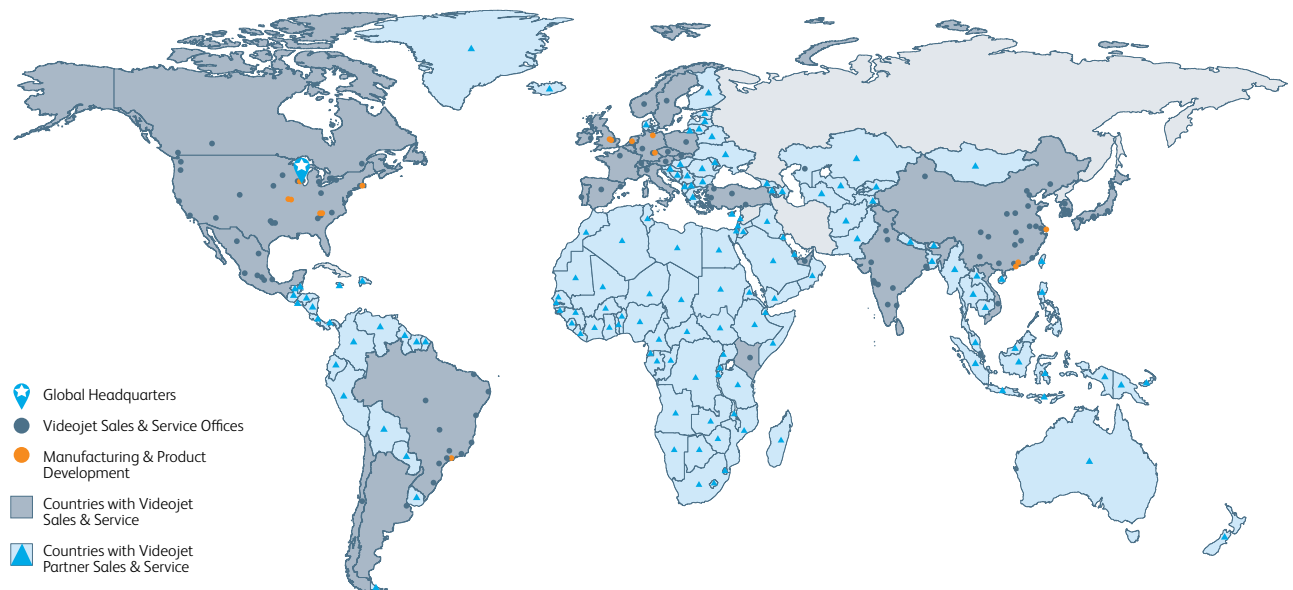 Global Headquarters
Videojet Sales & Service Offices
Manufacturing & Product
Development
Countries with Videojet
Sales & Service
Countries with Videojet
Partner Sales & Service